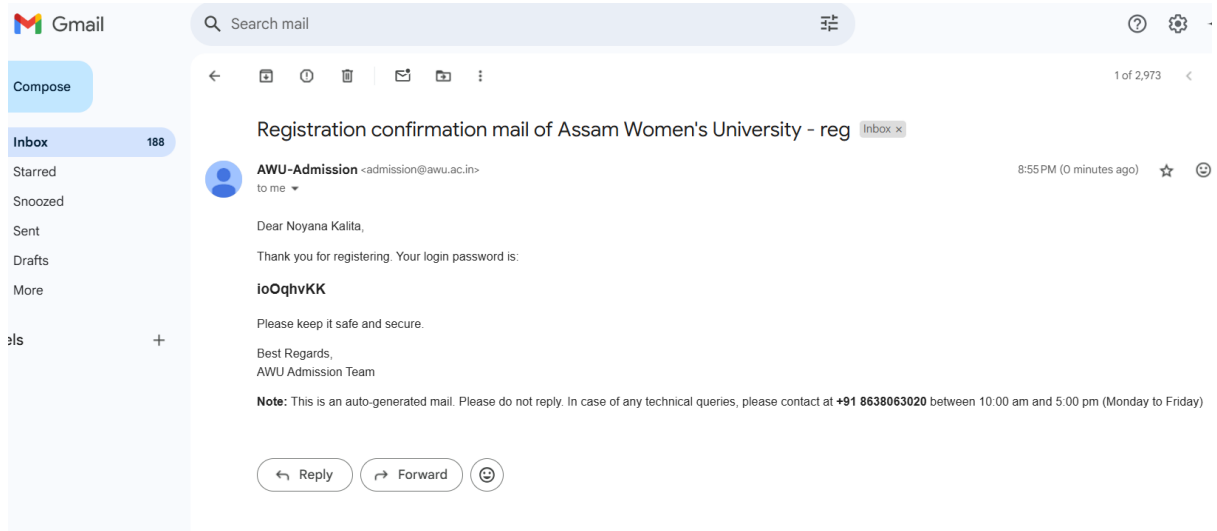 Gmail
Search mail
Compose
1 of 2,973
Registration confirmation mail of Assam Women's University - reg Inbox ×
Inbox 188
AWU-Admission <admission@awu.ac.in> 8:55 PM (0 minutes ago)
to me
Starred
Snoozed
Sent
Drafts
More
els +
Dear Noyana Kalita,
Thank you for registering. Your login password is:
ioOqhvKK
Please keep it safe and secure.
Best Regards,
AWU Admission Team
Note: This is an auto-generated mail. Please do not reply. In case of any technical queries, please contact at +91 8638063020 between 10:00 am and 5:00 pm (Monday to Friday)
Reply
Forward